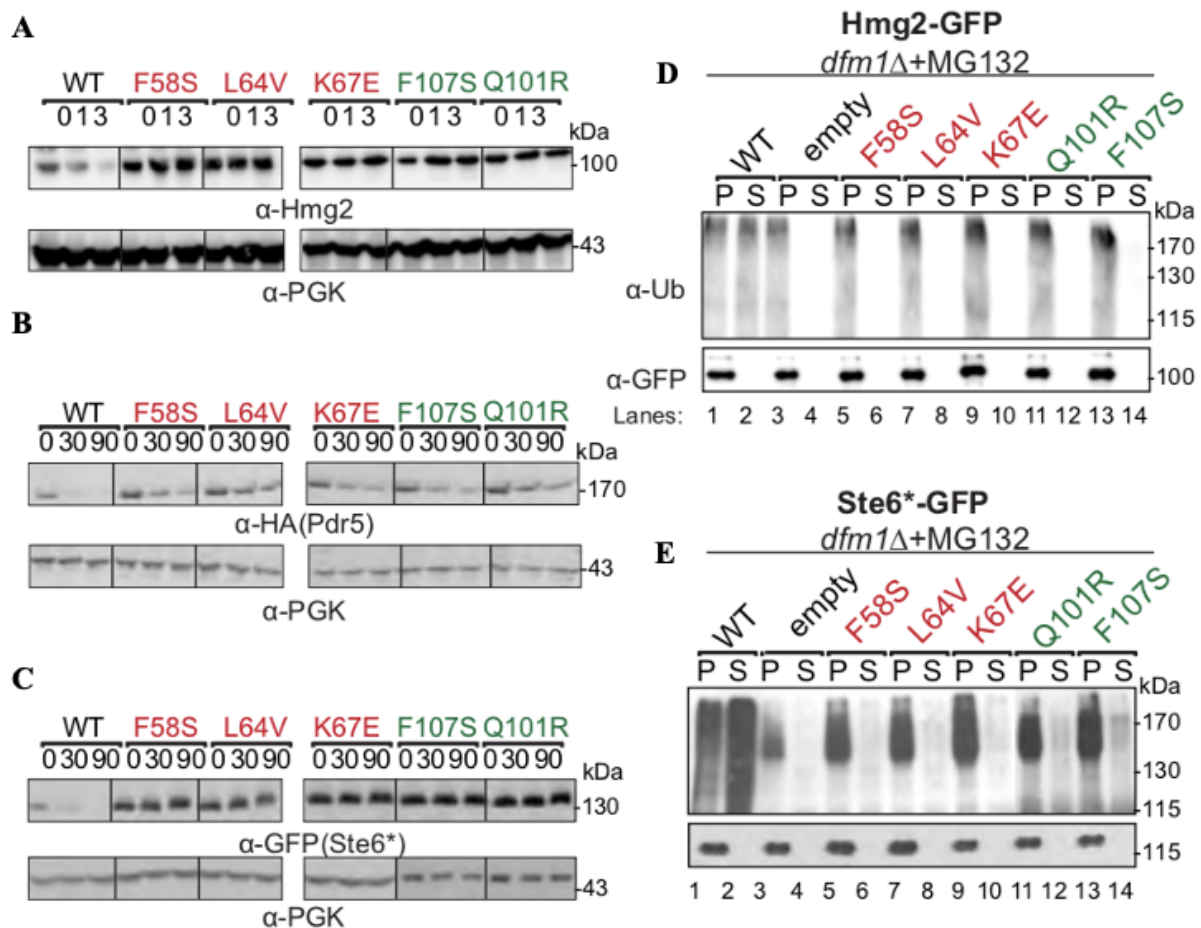 A
WT F58S L64V K67E F107S Q101R
0 1 3 0 1 3 0 1 3 0 1 3 0 1 3 0 1 3
kDa
100
α-Hmg2
43
α-PGK
B
WT F58S L64V K67E F107S Q101R
0 30 90 0 30 90 0 30 90 0 30 90 0 30 90 0 30 90
kDa
170
α-HA(Pdr5)
43
α-PGK
C
WT F58S L64V K67E F107S Q101R
0 30 90 0 30 90 0 30 90 0 30 90 0 30 90 0 30 90
kDa
130
α-GFP(Ste6*)
43
α-PGK
D
Hmg2-GFP
dfm1Δ+MG132
WT empty F58S L64V K67E Q101R F107S
P S P S P S P S P S P S P S
kDa
170
130
α-Ub
115
α-GFP
100
Lanes: 1 2 3 4 5 6 7 8 9 10 11 12 13 14
E
Ste6*-GFP
dfm1Δ+MG132
WT empty F58S L64V K67E Q101R F107S
P S P S P S P S P S P S P S
kDa
170
130
115
115
1 2 3 4 5 6 7 8 9 10 11 12 13 14